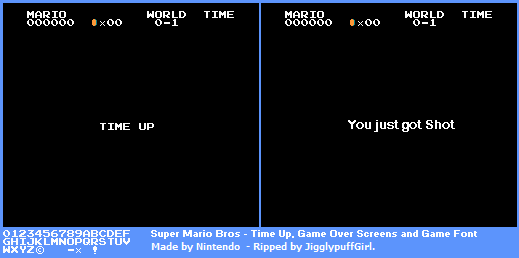 MARIO WORLD TIME
000000 ×00 0-1
TIME UP
MARIO WORLD TIME
000000 ×00 0-1
You just got Shot
0123456789ABCDEF
GHIJKLMNOPQRSTUV
WXYZ© -× !
Super Mario Bros - Time Up, Game Over Screens and Game Font
Made by Nintendo - Ripped by JigglypuffGirl.